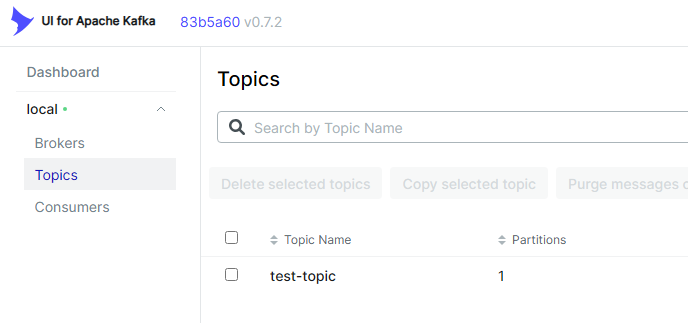 UI for Apache Kafka 83b5a60 v0.7.2
Dashboard
local
Brokers
Topics
Consumers
Topics
Search by Topic Name
Delete selected topics Copy selected topic Purge messages
Topic Name Partitions
test-topic 1